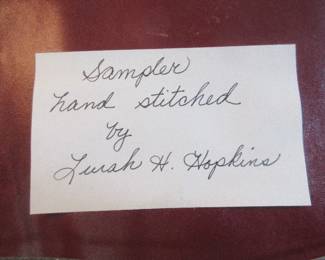 Sampler
hand stitched
by
Lurah H. Hopkins